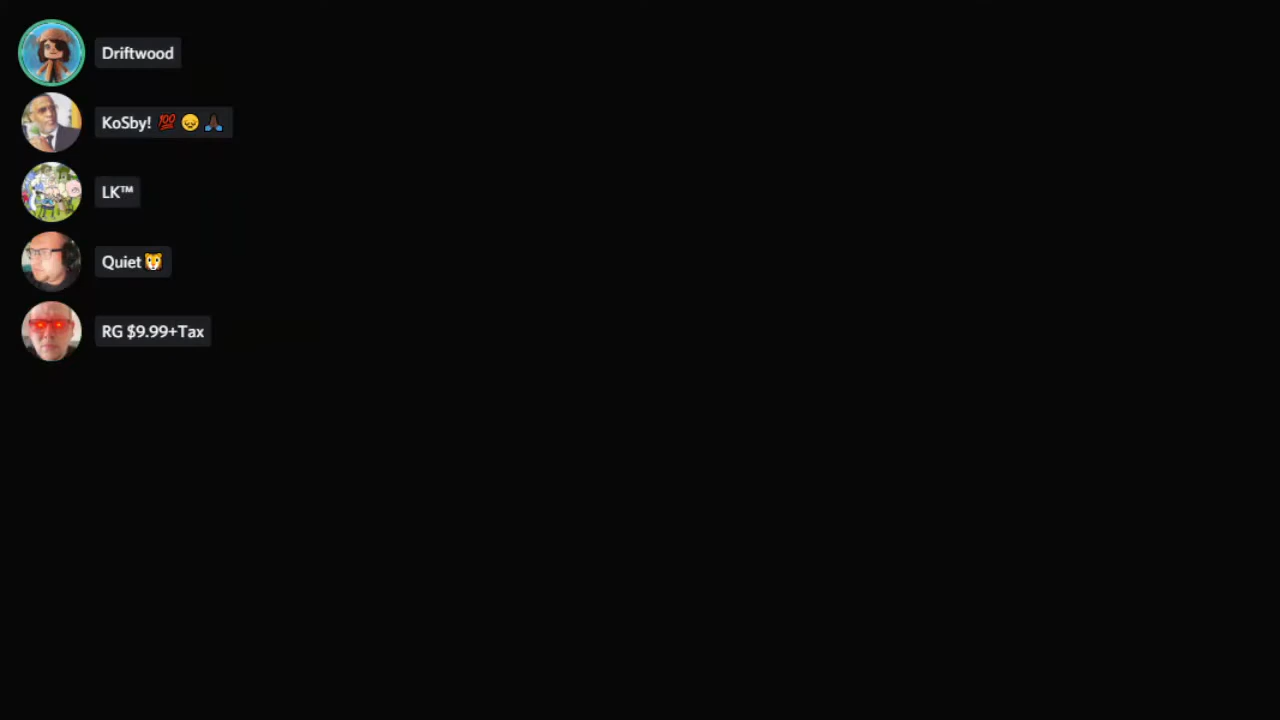 Driftwood
KoSby! 💯 😞 🙏🏿
LK™
Quiet 🐯
RG $9.99+Tax